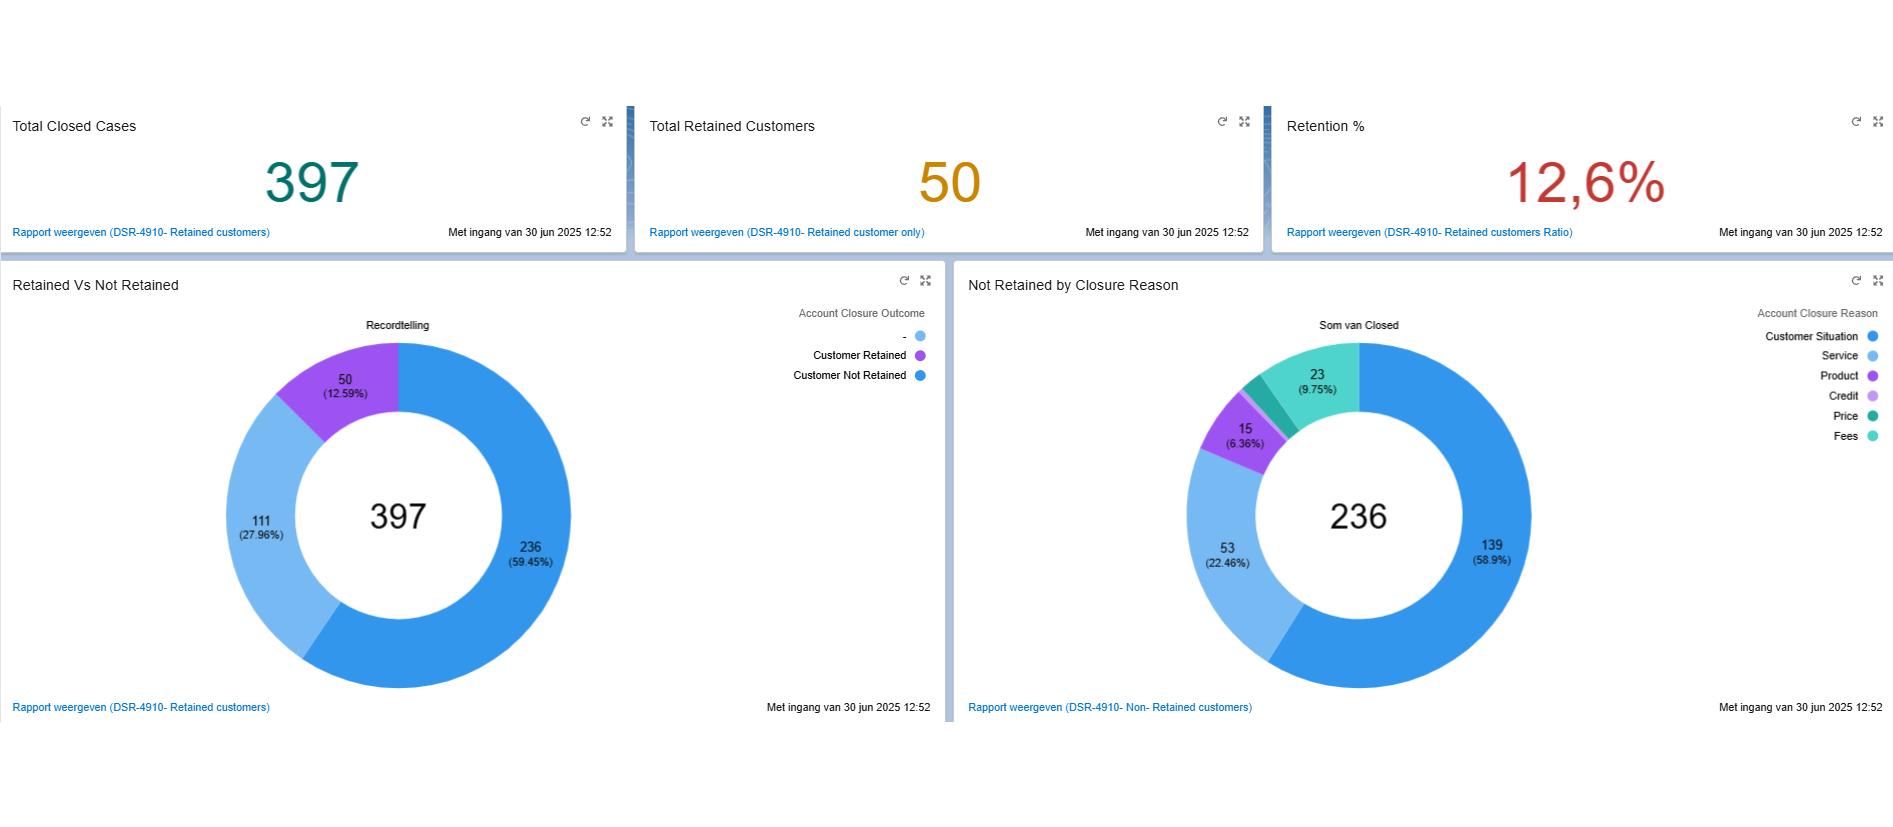 Total Closed Cases
397
Rapport weergeven (DSR-4910- Retained customers)
Met ingang van 30 jun 2025 12:52
Total Retained Customers
50
Rapport weergeven (DSR-4910- Retained customer only)
Met ingang van 30 jun 2025 12:52
Retention %
12,6%
Rapport weergeven (DSR-4910- Retained customers Ratio)
Met ingang van 30 jun 2025 12:52
Retained Vs Not Retained
Account Closure Outcome
-
Customer Retained
Customer Not Retained
Recordtelling
50
(12.59%)
111
(27.96%)
397
236
(59.45%)
Rapport weergeven (DSR-4910- Retained customers)
Met ingang van 30 jun 2025 12:52
Not Retained by Closure Reason
Account Closure Reason
Customer Situation
Service
Product
Credit
Price
Fees
Som van Closed
23
(9.75%)
15
(6.36%)
53
(22.46%)
236
139
(58.9%)
Rapport weergeven (DSR-4910- Non- Retained customers)
Met ingang van 30 jun 2025 12:52